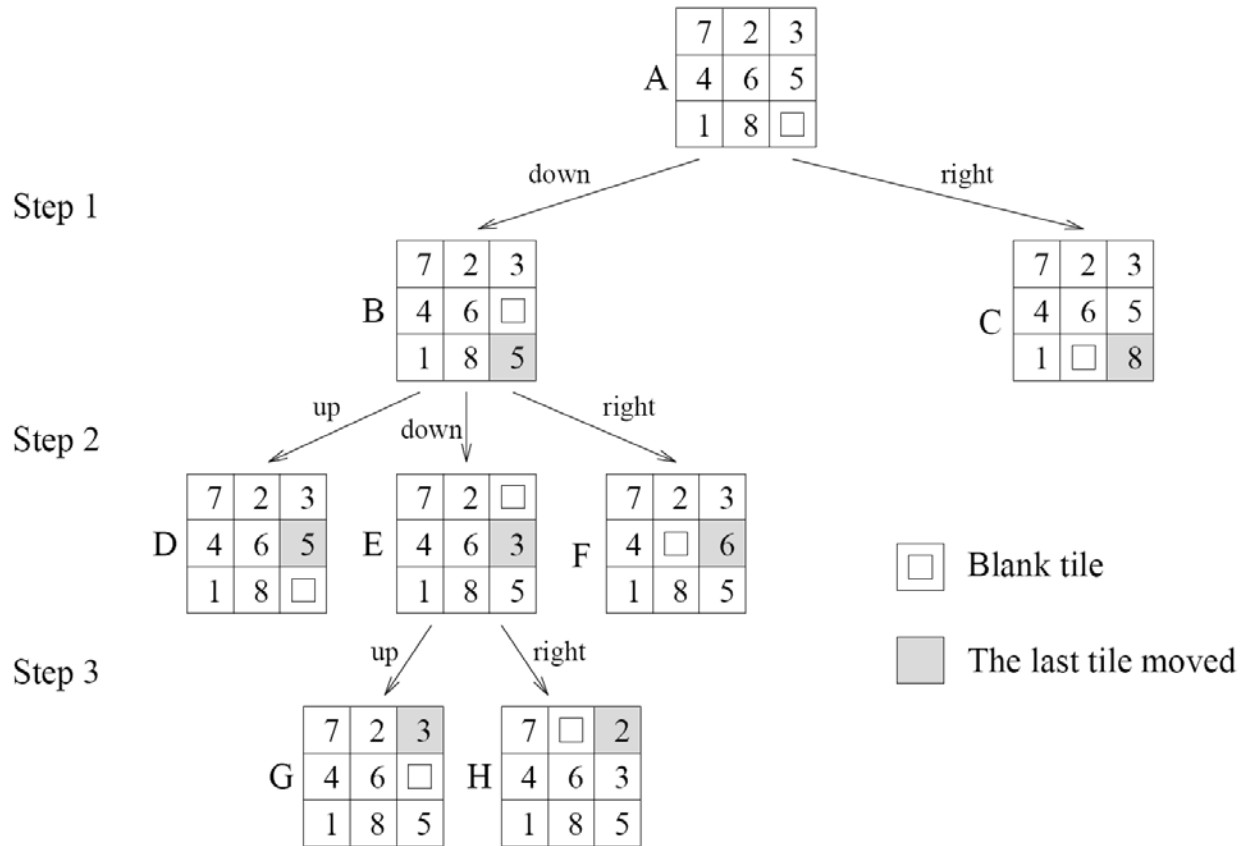 7 2 3
A 4 6 5
1 8
down right
Step 1
7 2 3 7 2 3
B 4 6 C 4 6 5
1 8 5 1 8
up down right
Step 2
7 2 3 7 2 7 2 3
D 4 6 5 E 4 6 3 F 4 6
1 8 1 8 5 1 8 5
Blank tile
up right
Step 3
The last tile moved
7 2 3 7 2
G 4 6 H 4 6 3
1 8 5 1 8 5